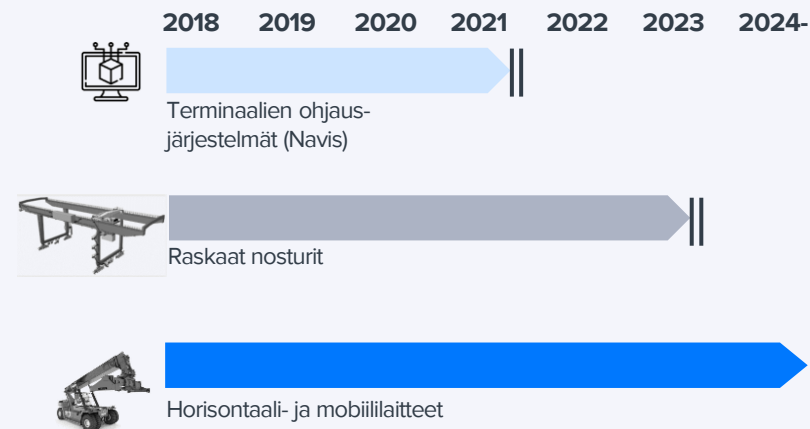 2018 2019 2020 2021 2022 2023 2024-
Terminaalien ohjaus-
järjestelmät (Navis)
Raskaat nosturit
Horisontaali- ja mobiililaitteet